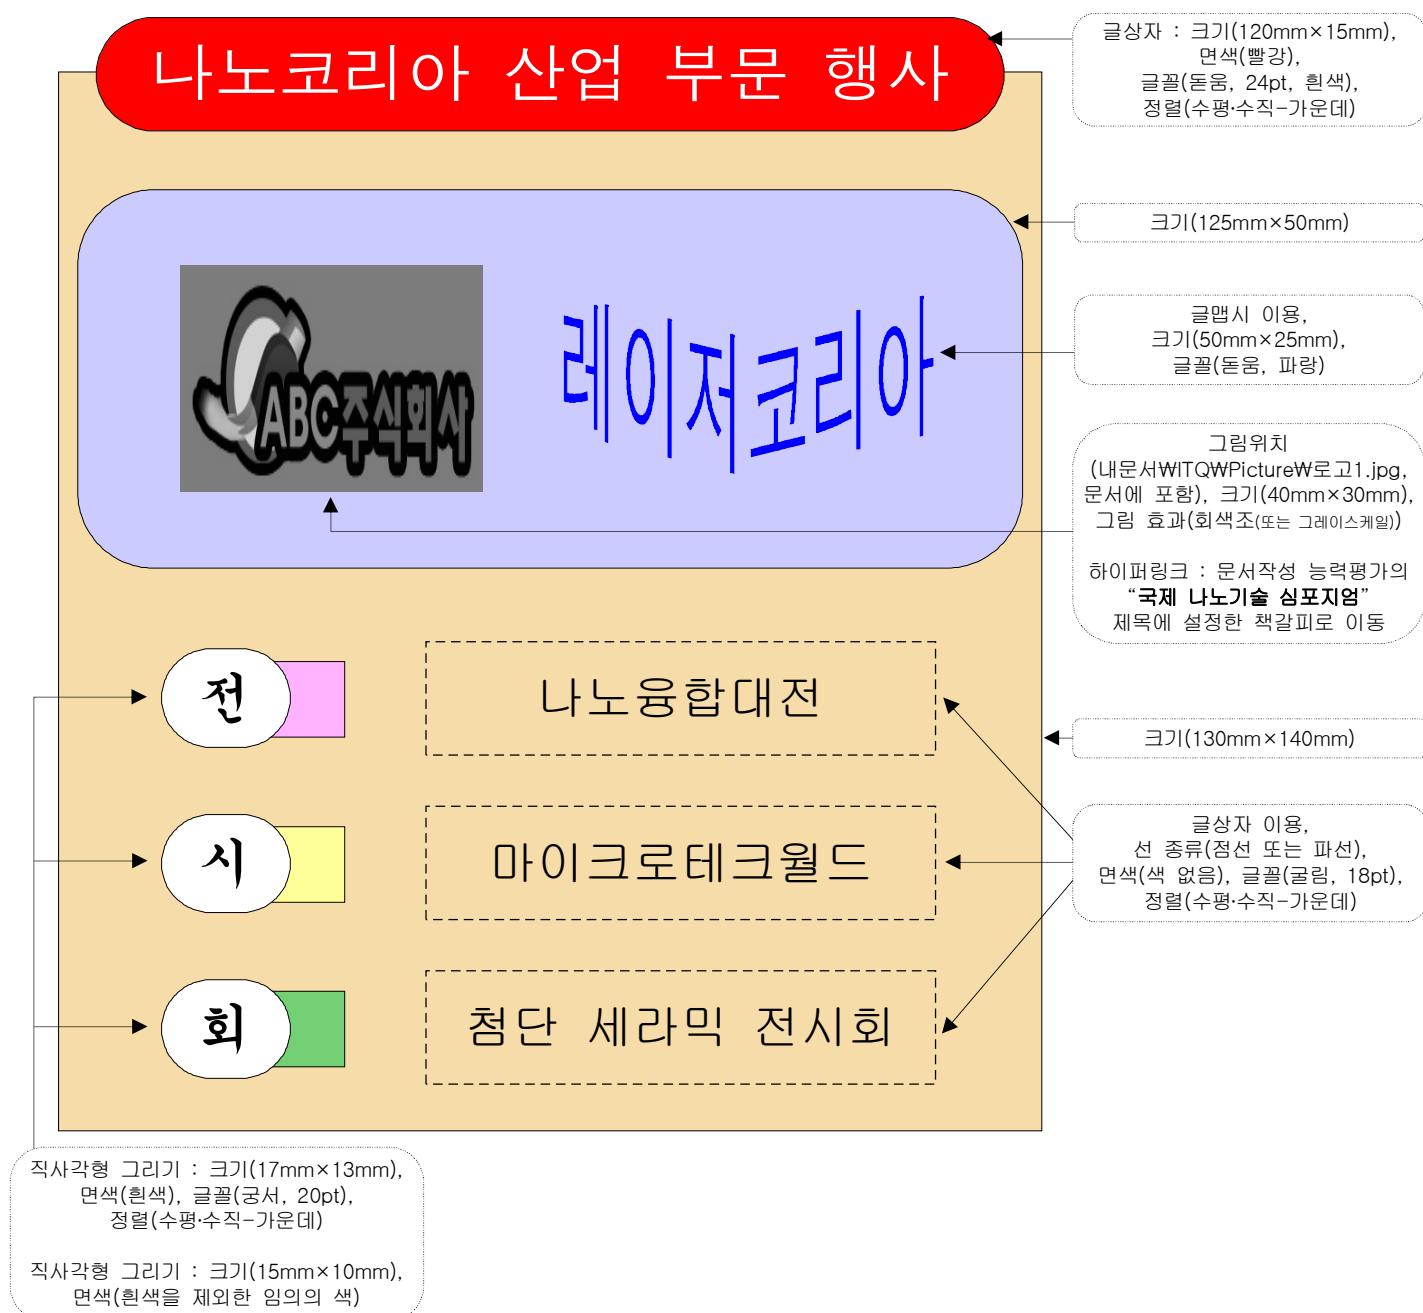 나노코리아 산업 부문 행사
글상자 : 크기(120mm×15mm),
면색(빨강),
글꼴(돋움, 24pt, 흰색),
정렬(수평·수직-가운데)
크기(125mm×50mm)
ABC주식회사
레이저코리아
글맵시 이용,
크기(50mm×25mm),
글꼴(돋움, 파랑)
그림위치
(내문서₩ITQ₩Picture₩로고1.jpg,
문서에 포함), 크기(40mm×30mm),
그림 효과(회색조(또는 그레이스케일))
하이퍼링크 : 문서작성 능력평가의
“국제 나노기술 심포지엄”
제목에 설정한 책갈피로 이동
전
나노융합대전
크기(130mm×140mm)
시
마이크로테크월드
글상자 이용,
선 종류(점선 또는 파선),
면색(색 없음), 글꼴(굴림, 18pt),
정렬(수평·수직-가운데)
회
첨단 세라믹 전시회
직사각형 그리기 : 크기(17mm×13mm),
면색(흰색), 글꼴(궁서, 20pt),
정렬(수평·수직-가운데)
직사각형 그리기 : 크기(15mm×10mm),
면색(흰색을 제외한 임의의 색)